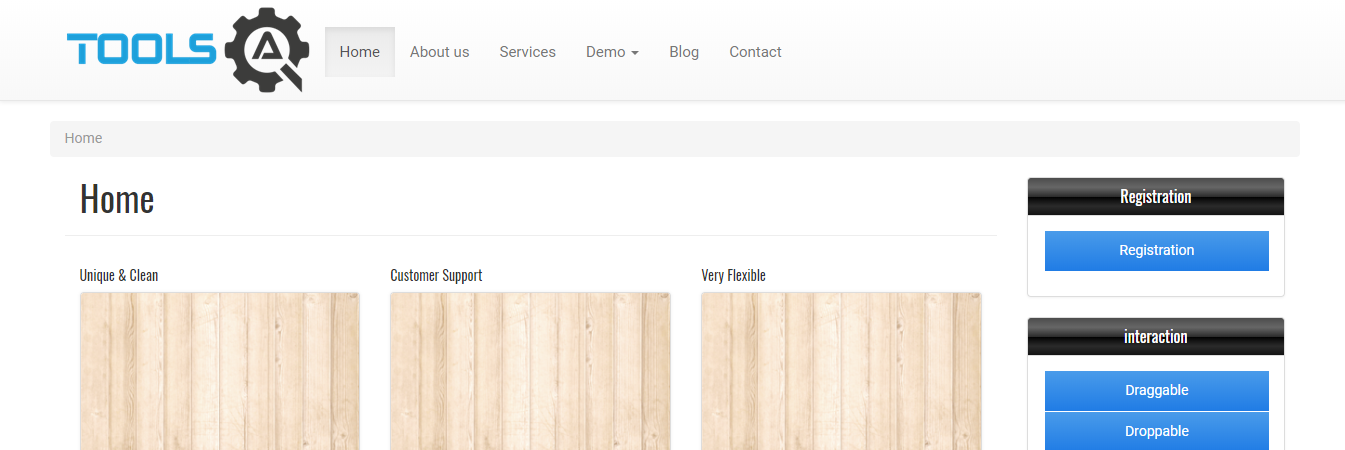 TOOLS QA
Home
About us
Services
Demo
Blog
Contact
Home
Home
Unique & Clean
Customer Support
Very Flexible
Registration
Registration
interaction
Draggable
Droppable